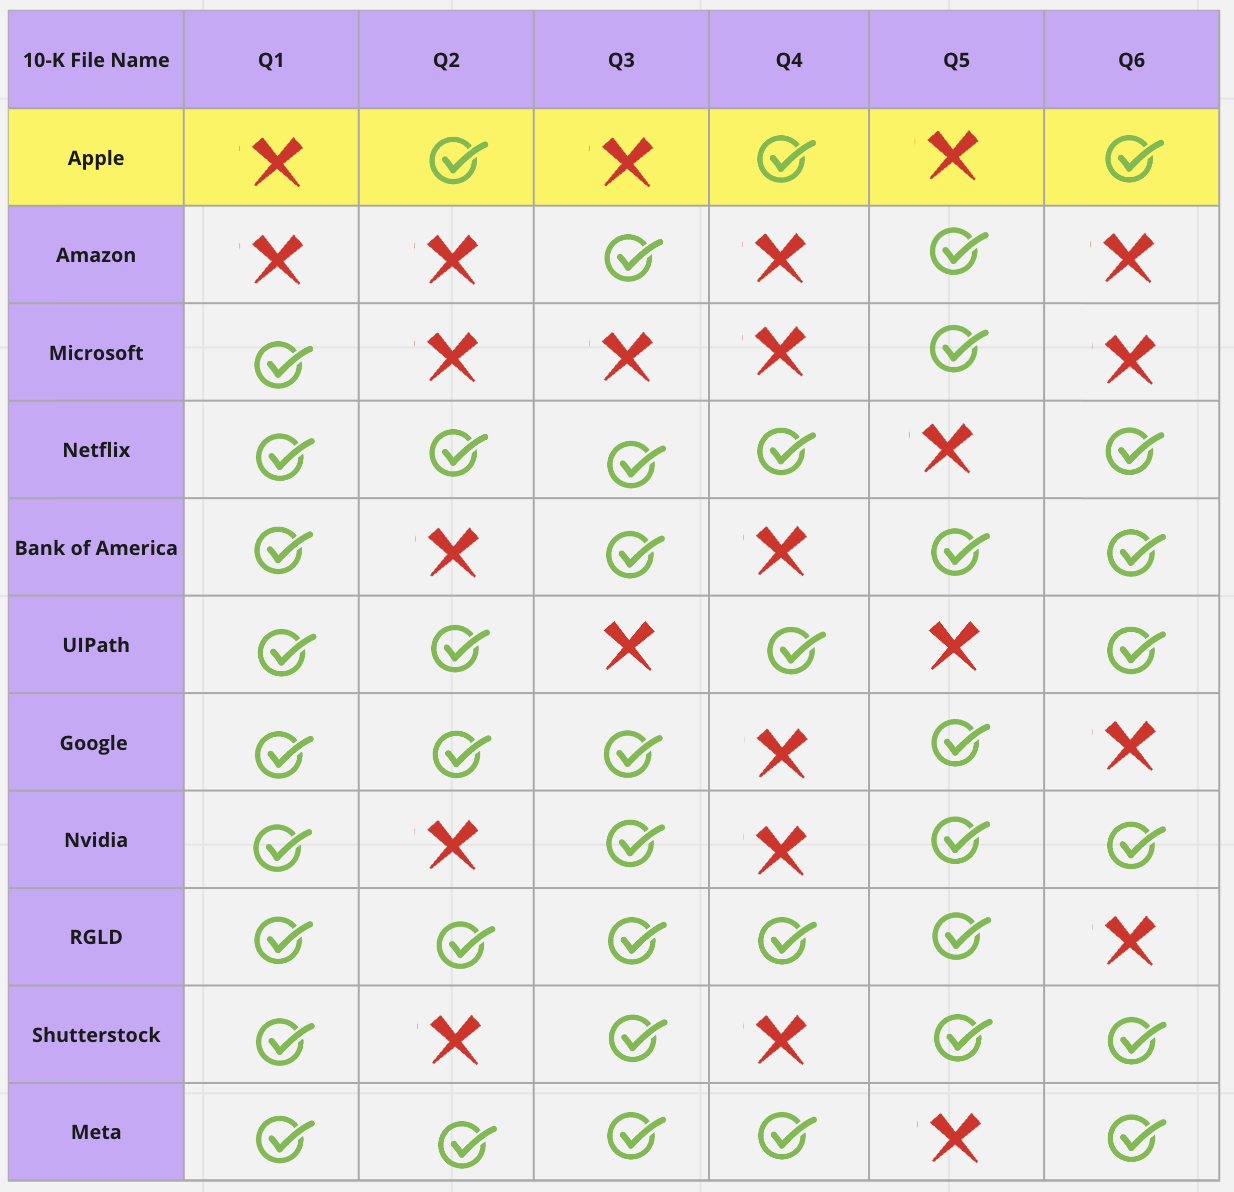 10-K File Name Q1 Q2 Q3 Q4 Q5 Q6
Apple
Amazon
Microsoft
Netflix
Bank of America
UIPath
Google
Nvidia
RGLD
Shutterstock
Meta